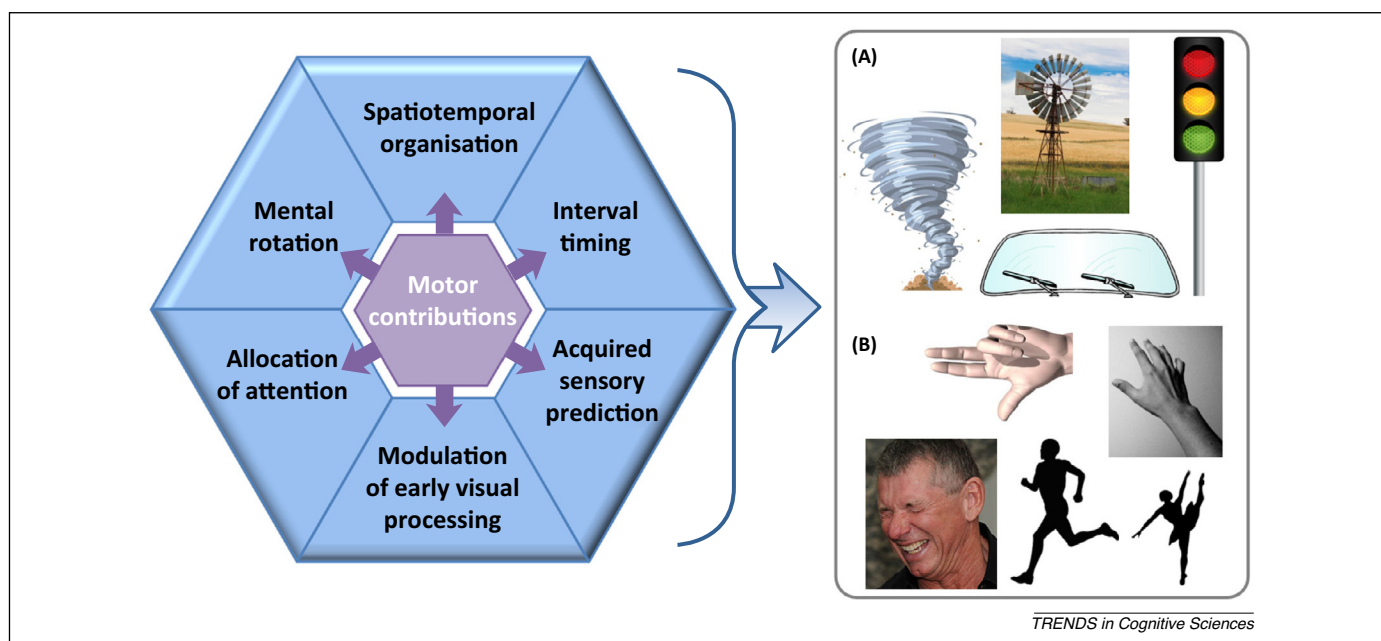 Spatiotemporal
organisation
Mental
rotation
Interval
timing
Motor
contributions
Allocation
of attention
Acquired
sensory
prediction
Modulation
of early visual
processing
(A)
(B)
TRENDS in Cognitive Sciences